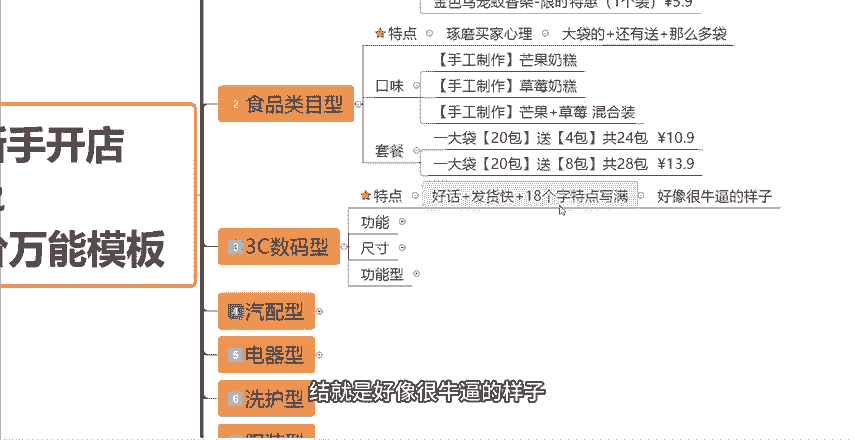 金色鸟笼蚊香架-限时特惠（1个装）¥5.9
特点
琢磨买家心理
大袋的+还有送+那么多袋
2 食品类目型
口味
【手工制作】芒果奶糕
【手工制作】草莓奶糕
【手工制作】芒果+草莓 混合装
套餐
一大袋【20包】送【4包】共24包 ¥10.9
一大袋【20包】送【8包】共28包 ¥13.9
手开店
万能模板
特点
好话+发货快+18个字特点写满
好像很牛逼的样子
3 3C数码型
功能
尺寸
功能型
4 汽配型
5 电器型
6 洗护型
结就是好像很牛逼的样子